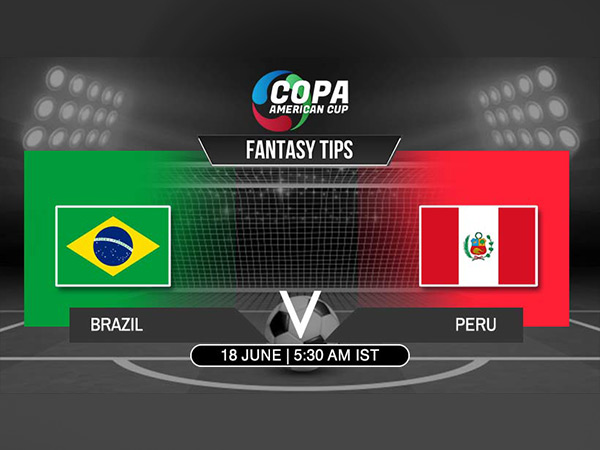 COPA
AMERICAN CUP
FANTASY TIPS
V
BRAZIL
PERU
18 JUNE | 5:30 AM IST